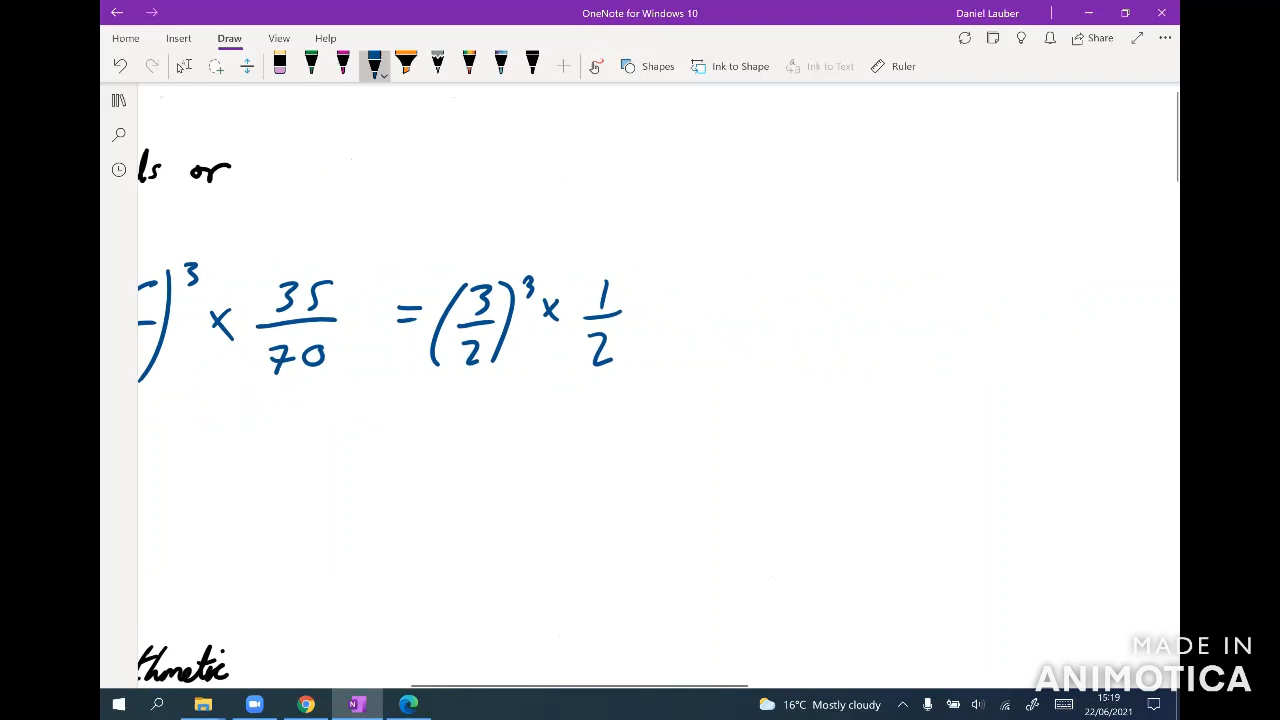 OneNote for Windows 10
Daniel Lauber
Home Insert Draw View Help
Share
Shapes Ink to Shape Ink to Text Ruler
ls or
)³ × 35/70 = (3/2)³ × 1/2
thmetic
MADE IN
ANIMOTICA
16°C Mostly cloudy
15:19
22/06/2021